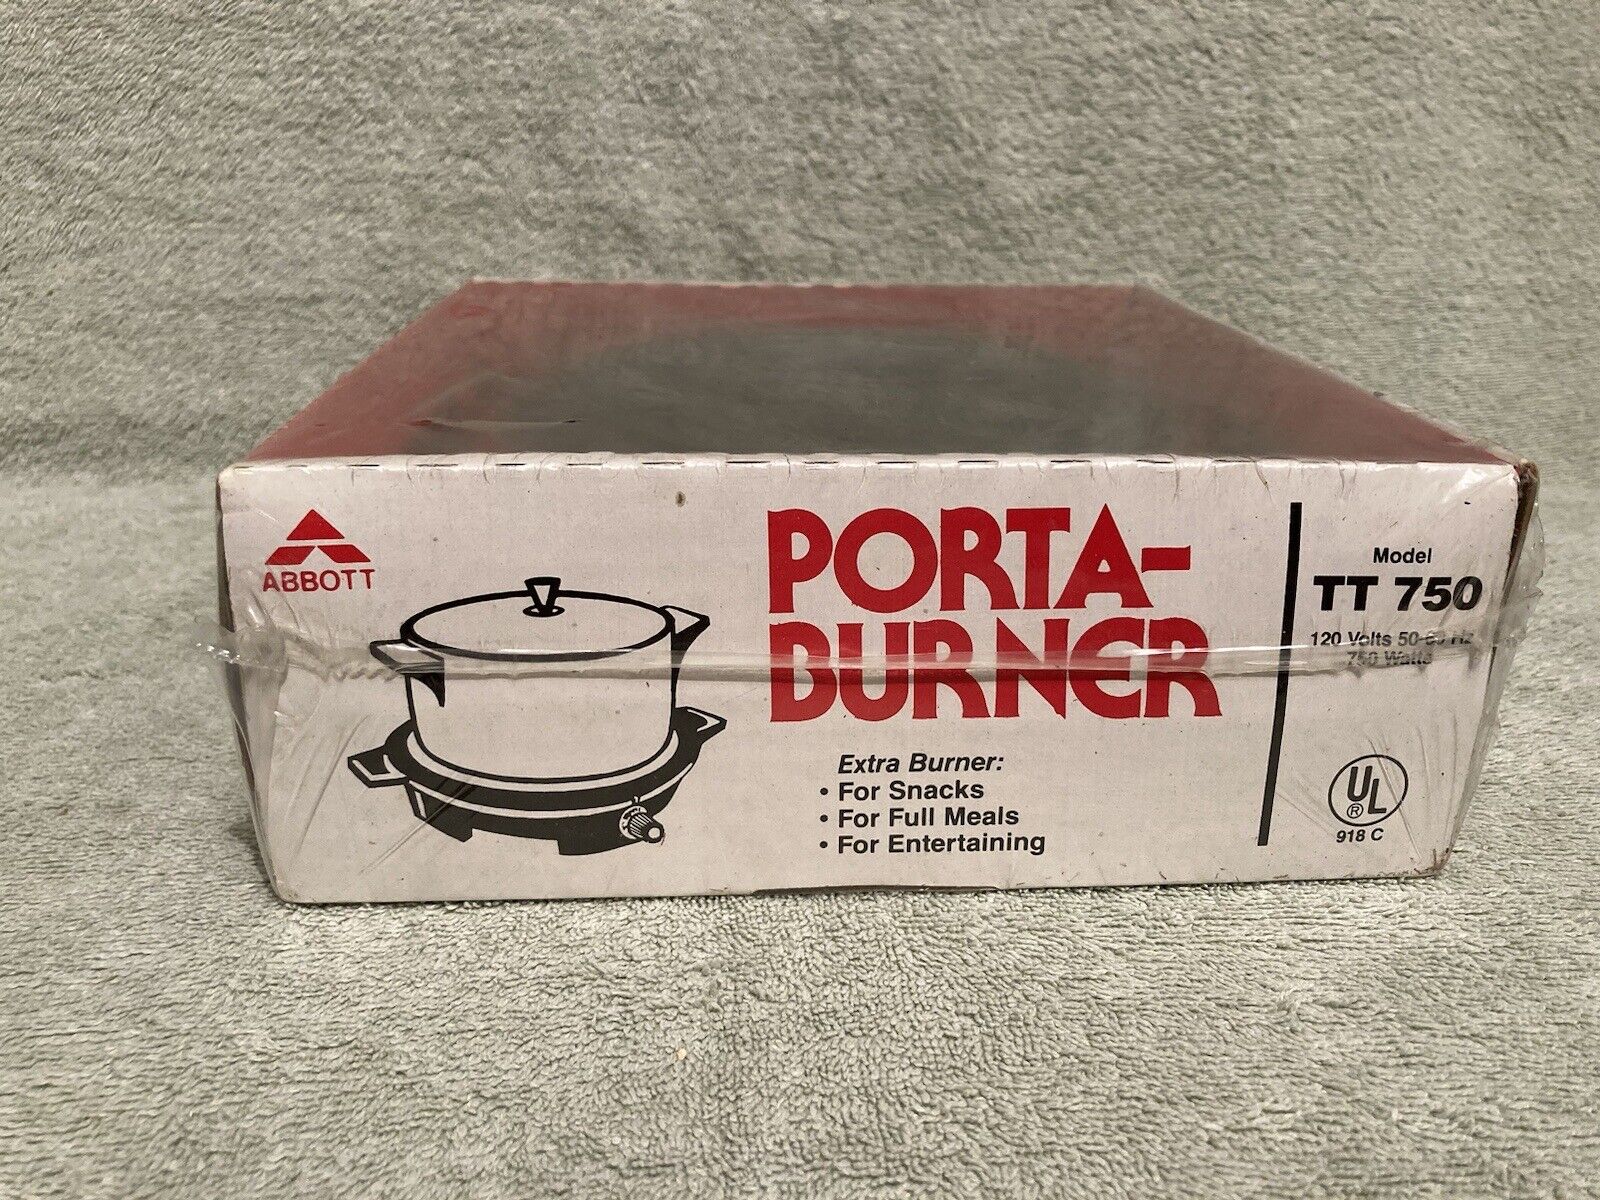 ABBOTT
PORTA-
BURNER
Extra Burner:
• For Snacks
• For Full Meals
• For Entertaining
Model
TT 750
120 Volts 50-60 Hz
750 Watts
UL
®
918 C